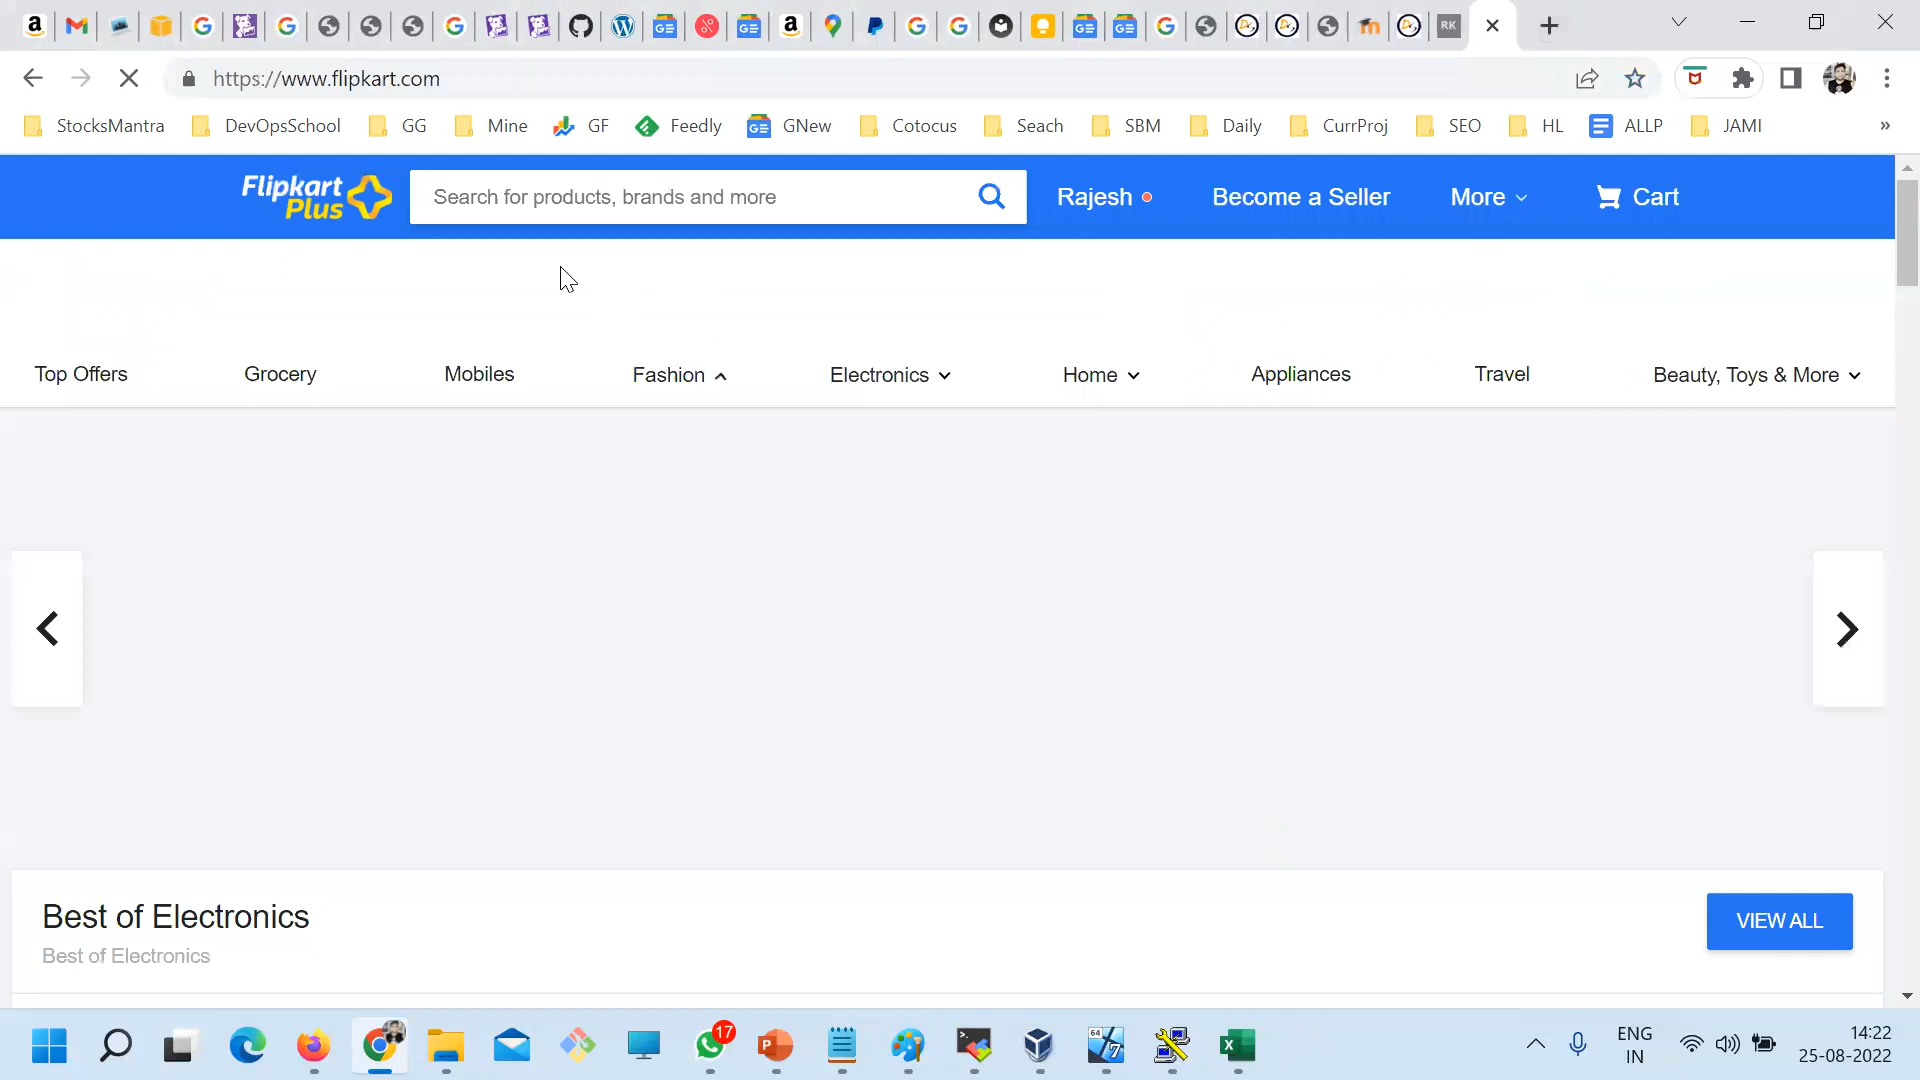 RK
https://www.flipkart.com
StocksMantra DevOpsSchool GG Mine GF Feedly GNew Cotocus Seach SBM Daily CurrProj SEO HL ALLP JAMI »
Flipkart
Plus
Search for products, brands and more
Rajesh Become a Seller More Cart
Top Offers Grocery Mobiles Fashion Electronics Home Appliances Travel Beauty, Toys & More
Best of Electronics
VIEW ALL
Best of Electronics
17
64
7
ENG
IN
14:22
25-08-2022